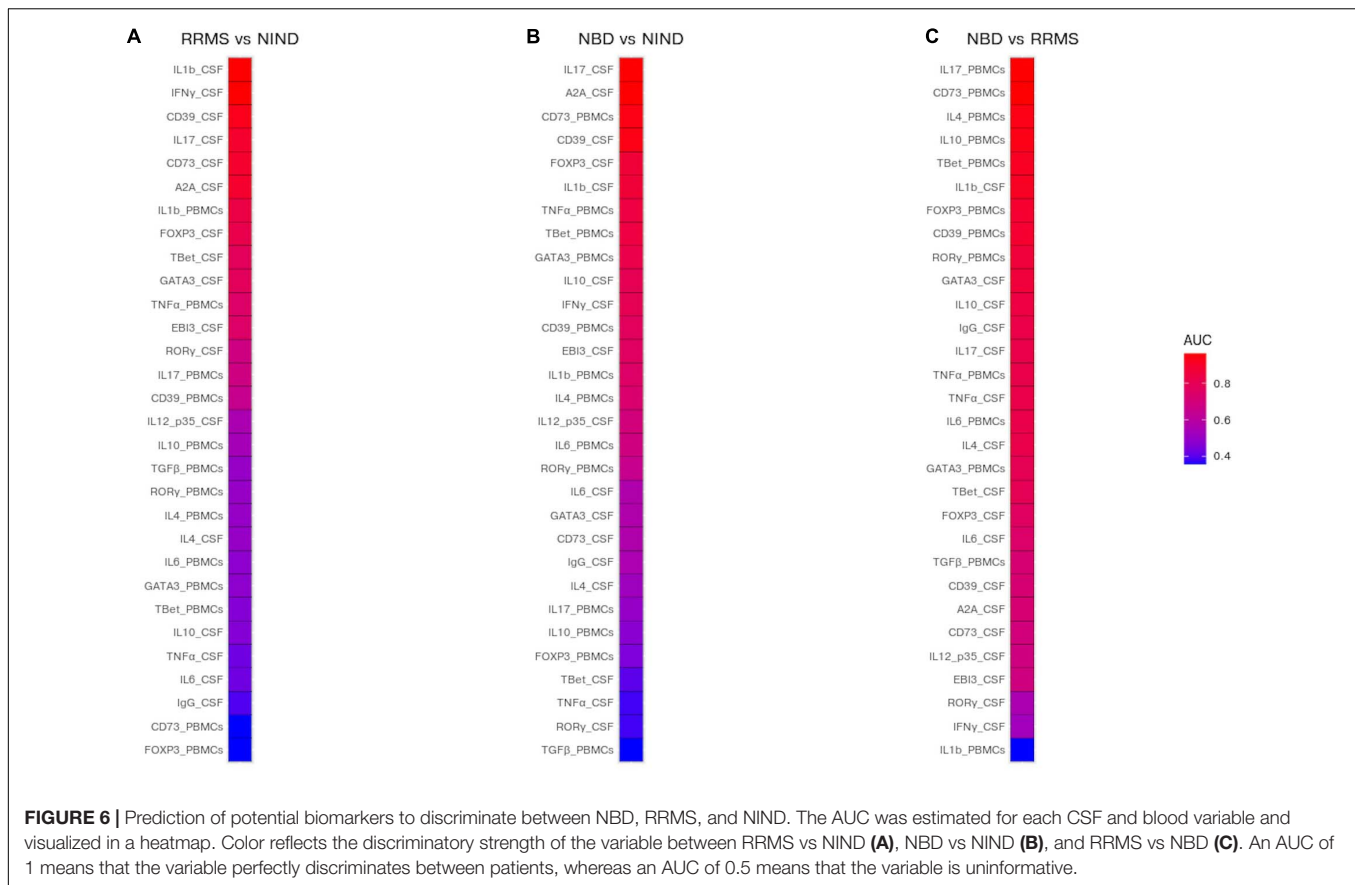 A
RRMS vs NIND
IL1b_CSF
IFNγ_CSF
CD39_CSF
IL17_CSF
CD73_CSF
A2A_CSF
IL1b_PBMCs
FOXP3_CSF
TBet_CSF
GATA3_CSF
TNFα_PBMCs
EBI3_CSF
RORγ_CSF
IL17_PBMCs
CD39_PBMCs
IL12_p35_CSF
IL10_PBMCs
TGFβ_PBMCs
RORγ_PBMCs
IL4_PBMCs
IL4_CSF
IL6_PBMCs
GATA3_PBMCs
TBet_PBMCs
IL10_CSF
TNFα_CSF
IL6_CSF
IgG_CSF
CD73_PBMCs
FOXP3_PBMCs
B
NBD vs NIND
IL17_CSF
A2A_CSF
CD73_PBMCs
CD39_CSF
FOXP3_CSF
IL1b_CSF
TNFα_PBMCs
TBet_PBMCs
GATA3_PBMCs
IL10_CSF
IFNγ_CSF
CD39_PBMCs
EBI3_CSF
IL1b_PBMCs
IL4_PBMCs
IL12_p35_CSF
IL6_PBMCs
RORγ_PBMCs
IL6_CSF
GATA3_CSF
CD73_CSF
IgG_CSF
IL4_CSF
IL17_PBMCs
IL10_PBMCs
FOXP3_PBMCs
TBet_CSF
TNFα_CSF
RORγ_CSF
TGFβ_PBMCs
C
NBD vs RRMS
IL17_PBMCs
CD73_PBMCs
IL4_PBMCs
IL10_PBMCs
TBet_PBMCs
IL1b_CSF
FOXP3_PBMCs
CD39_PBMCs
RORγ_PBMCs
GATA3_CSF
IL10_CSF
IgG_CSF
IL17_CSF
TNFα_PBMCs
TNFα_CSF
IL6_PBMCs
IL4_CSF
GATA3_PBMCs
TBet_CSF
FOXP3_CSF
IL6_CSF
TGFβ_PBMCs
CD39_CSF
A2A_CSF
CD73_CSF
IL12_p35_CSF
EBI3_CSF
RORγ_CSF
IFNγ_CSF
IL1b_PBMCs
AUC
0.8
0.6
0.4
FIGURE 6 | Prediction of potential biomarkers to discriminate between NBD, RRMS, and NIND. The AUC was estimated for each CSF and blood variable and
visualized in a heatmap. Color reflects the discriminatory strength of the variable between RRMS vs NIND (A), NBD vs NIND (B), and RRMS vs NBD (C). An AUC of
1 means that the variable perfectly discriminates between patients, whereas an AUC of 0.5 means that the variable is uninformative.